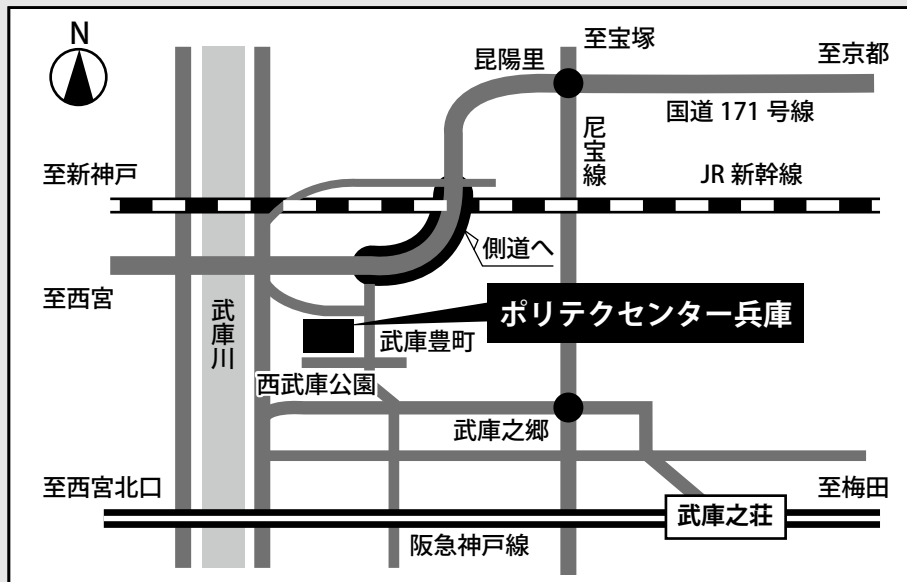 N
至宝塚
昆陽里
至京都
国道 171 号線
尼宝線
至新神戸
JR 新幹線
側道へ
至西宮
武庫川
ポリテクセンター兵庫
武庫豊町
西武庫公園
武庫之郷
至西宮北口
至梅田
武庫之荘
阪急神戸線